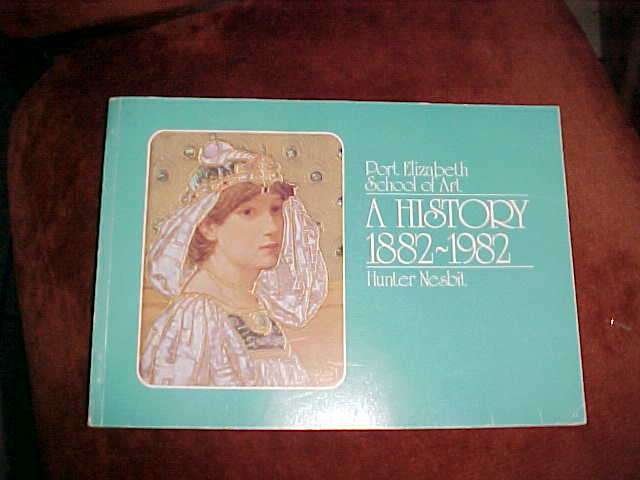 Port Elizabeth
School of Art
A HISTORY
1882~1982
Hunter Nesbit